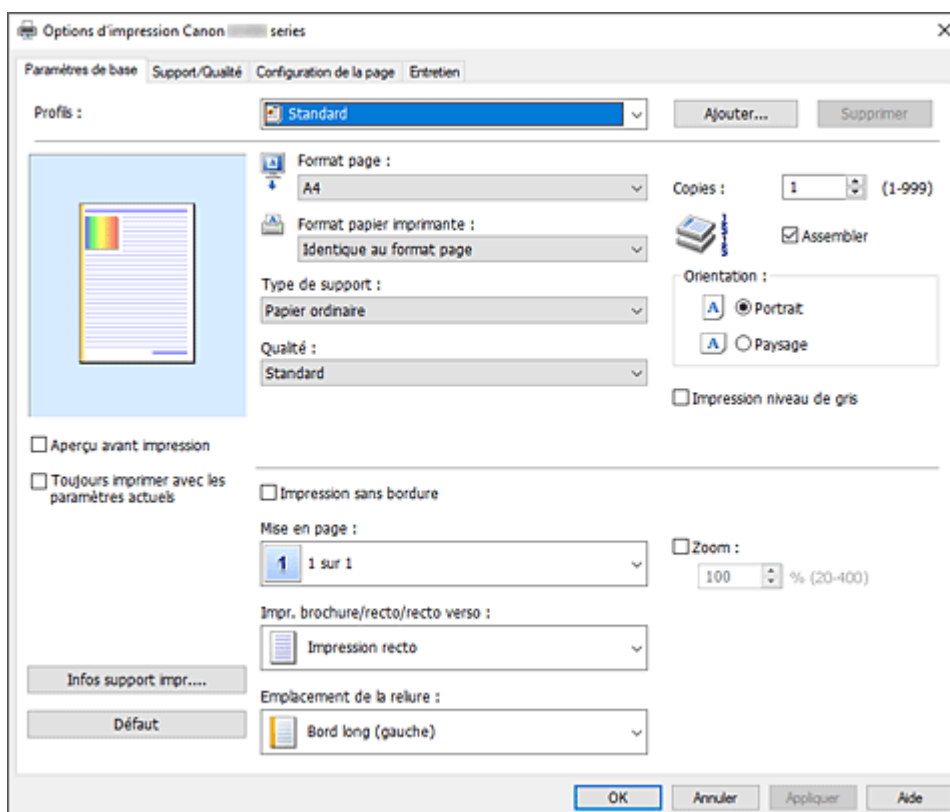 Options d'impression Canon series
Paramètres de base Support/Qualité Configuration de la page Entretien
Profils :
Standard
Ajouter...
Supprimer
Format page :
A4
Copies :
1
(1-999)
Format papier imprimante :
Identique au format page
Assembler
Type de support :
Papier ordinaire
Orientation :
Portrait
Paysage
Qualité :
Standard
Impression niveau de gris
Aperçu avant impression
Toujours imprimer avec les
paramètres actuels
Impression sans bordure
Mise en page :
1
1 sur 1
Zoom :
100
% (20-400)
Impr. brochure/recto/recto verso :
Impression recto
Infos support impr....
Emplacement de la reliure :
Défaut
Bord long (gauche)
OK
Annuler
Appliquer
Aide